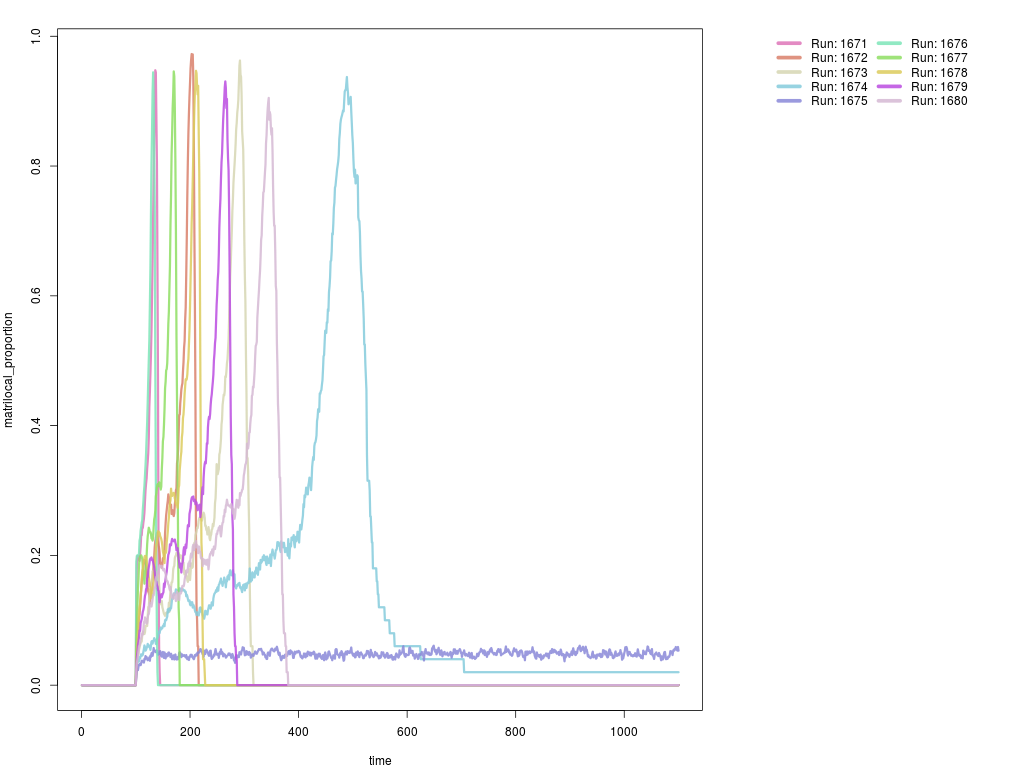 1.0
0.8
0.6
0.4
0.2
0.0
matrilocal_proportion
0 200 400 600 800 1000
time
Run: 1671 Run: 1676
Run: 1672 Run: 1677
Run: 1673 Run: 1678
Run: 1674 Run: 1679
Run: 1675 Run: 1680